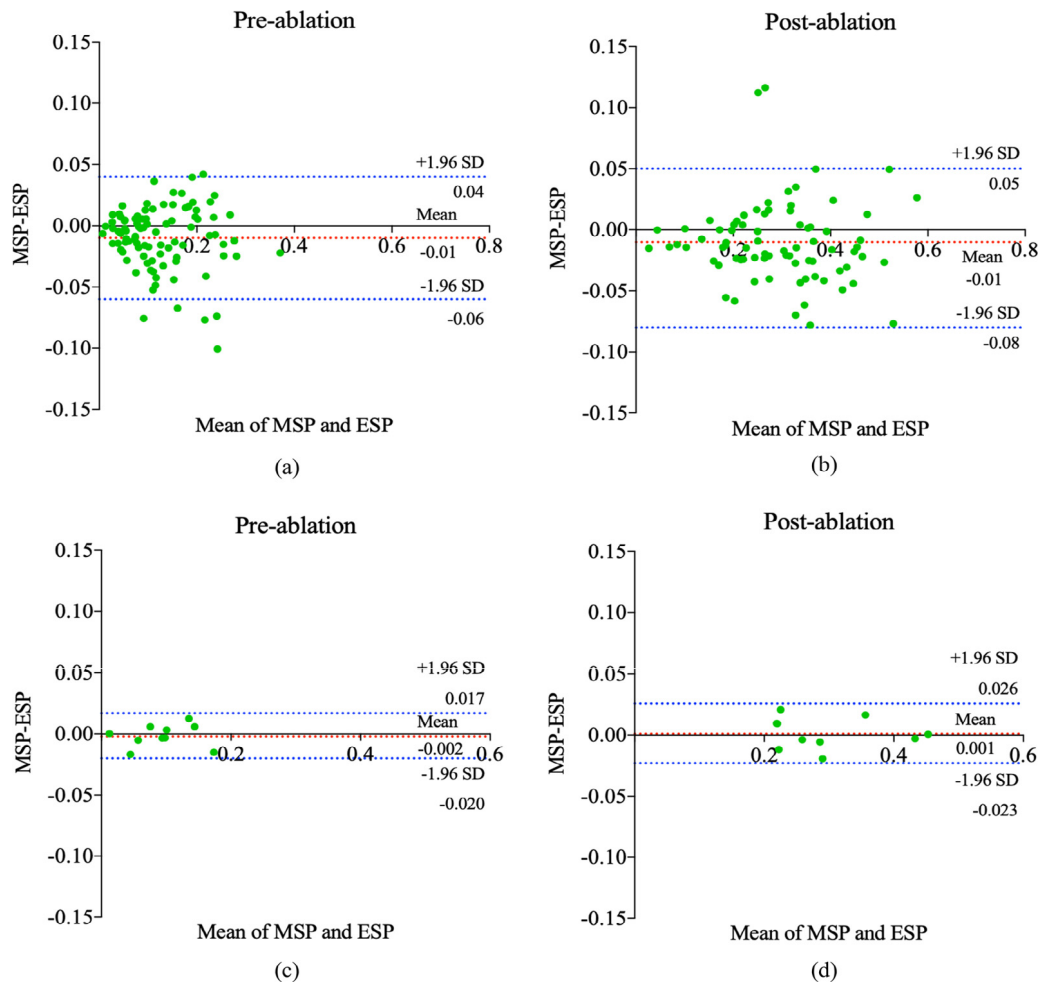 (a)
Pre-ablation
0.15
0.10
0.05
0.00
-0.05
-0.10
-0.15
MSP-ESP
+1.96 SD
0.04
Mean
-0.01
-1.96 SD
-0.06
0.2
0.4
0.6
0.8
Mean of MSP and ESP
(a)
(b)
Post-ablation
0.15
0.10
0.05
0.00
-0.05
-0.10
-0.15
MSP-ESP
+1.96 SD
0.05
0.2
0.4
0.6
0.8
Mean
-0.01
-1.96 SD
-0.08
Mean of MSP and ESP
(b)
Pre-ablation
0.15
0.10
0.05
0.00
-0.05
-0.10
-0.15
MSP-ESP
+1.96 SD
0.017
Mean
-0.002
0.2
0.4
0.6
-1.96 SD
-0.020
Mean of MSP and ESP
(c)
Post-ablation
0.15
0.10
0.05
0.00
-0.05
-0.10
-0.15
MSP-ESP
+1.96 SD
0.026
Mean
0.001
0.2
0.4
0.6
-1.96 SD
-0.023
Mean of MSP and ESP
(d)